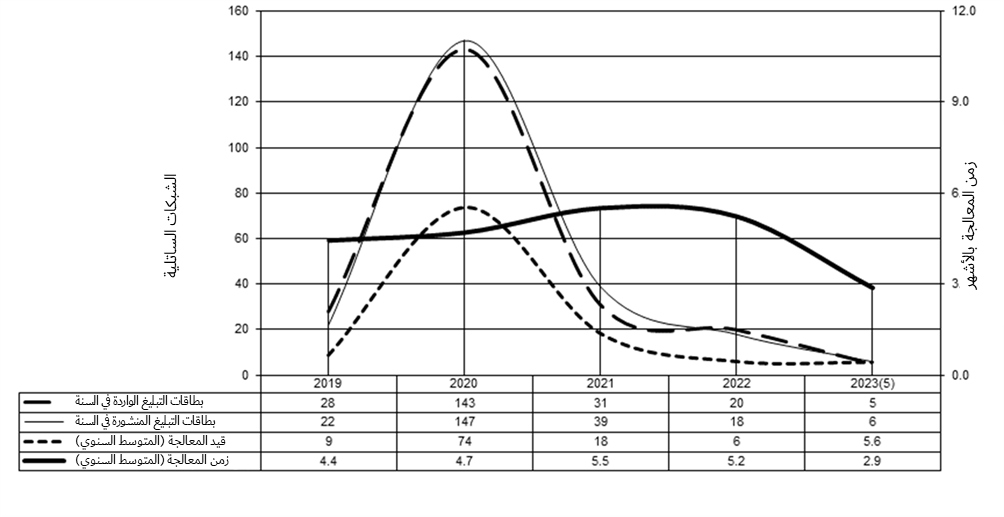 160
140
120
100
80
60
40
20
0
الشبكات الساتلية
12.0
9.0
6
3
0.0
زمن المعالجة بالأشهر
2019 2020 2021 2022 2023(5)
بطاقات التبليغ الواردة في السنة 28 143 31 20 5
بطاقات التبليغ المنشورة في السنة 22 147 39 18 6
قيد المعالجة (المتوسط السنوي) 9 74 18 6 5.6
زمن المعالجة (المتوسط السنوي) 4.4 4.7 5.5 5.2 2.9